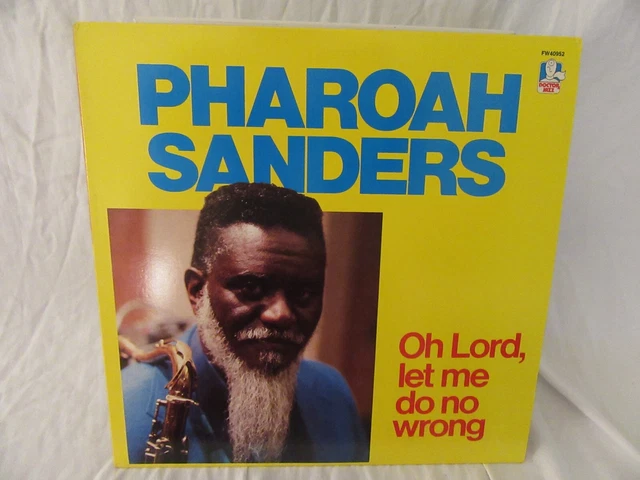 FW40952
DOCTOR
JAZZ
PHAROAH
SANDERS
Oh Lord,
let me
do no
wrong